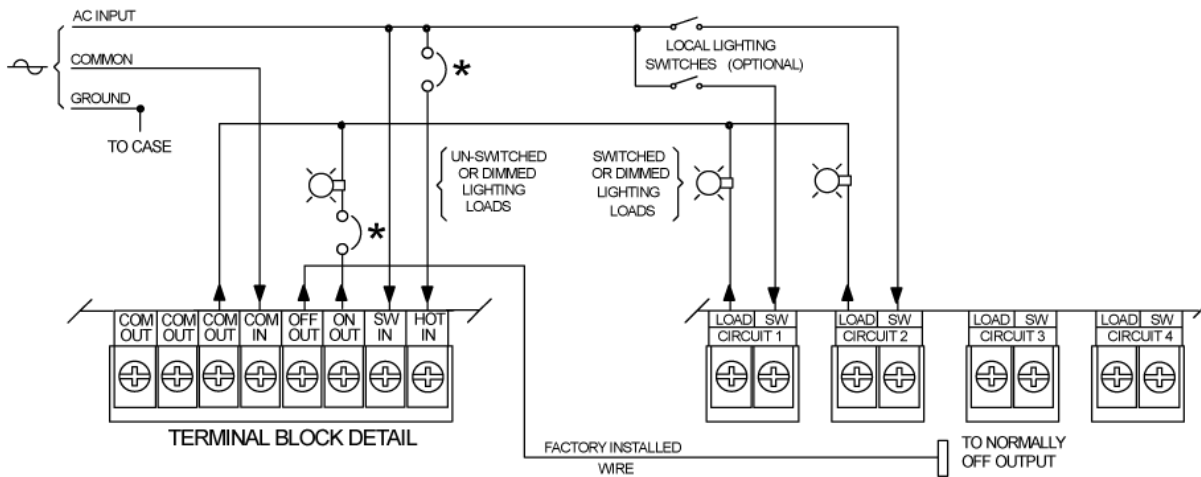 AC INPUT
COMMON
GROUND
TO CASE
*
LOCAL LIGHTING
SWITCHES (OPTIONAL)
UN-SWITCHED
OR DIMMED
LIGHTING
LOADS
SWITCHED
OR DIMMED
LIGHTING
LOADS
*
COM OUT
COM OUT
COM OUT
COM IN
OFF OUT
ON OUT
SW IN
HOT IN
LOAD SW
CIRCUIT 1
LOAD SW
CIRCUIT 2
LOAD SW
CIRCUIT 3
LOAD SW
CIRCUIT 4
TERMINAL BLOCK DETAIL
FACTORY INSTALLED
WIRE
TO NORMALLY
OFF OUTPUT